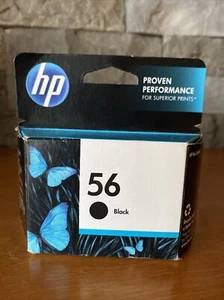 hp
PROVEN
PERFORMANCE
FOR SUPERIOR PRINTS*
56
Black